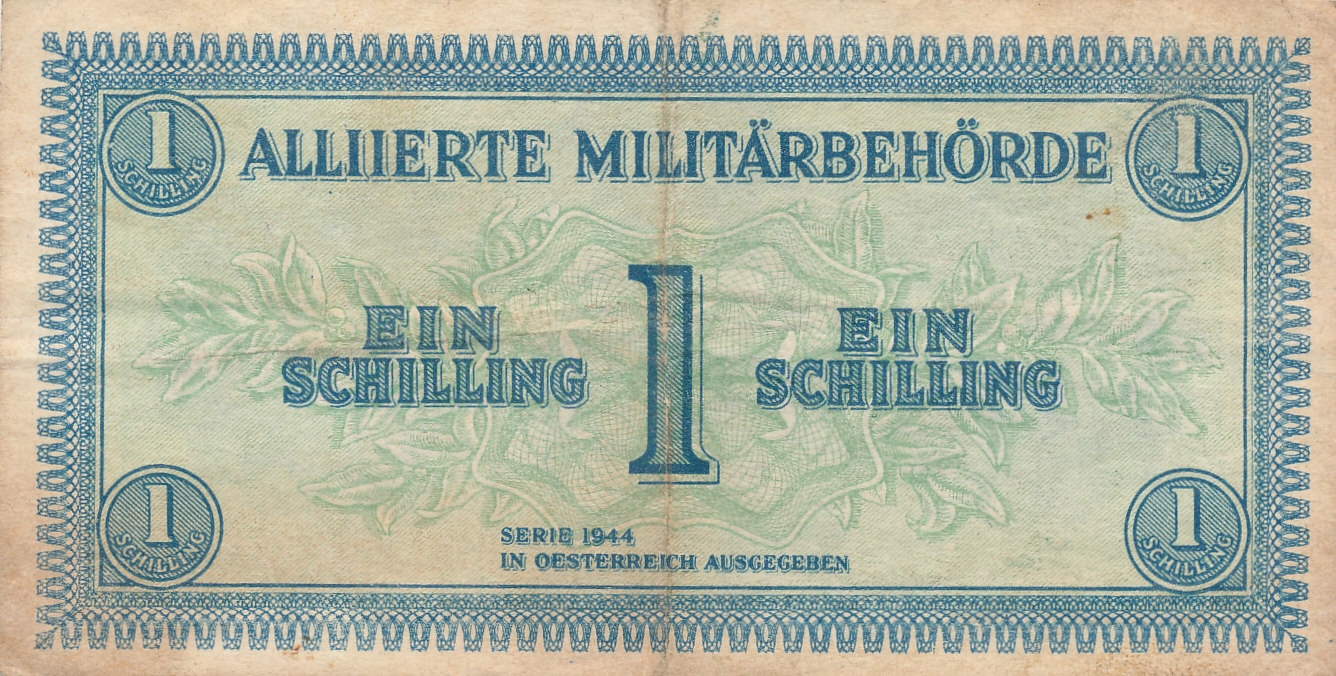 1
SCHILLING
ALLIIERTE MILITÄRBEHÖRDE
1
SCHILLING
EIN
SCHILLING
1
EIN
SCHILLING
1
SCHILLING
SERIE 1944
IN OESTERREICH AUSGEGEBEN
1
SCHILLING